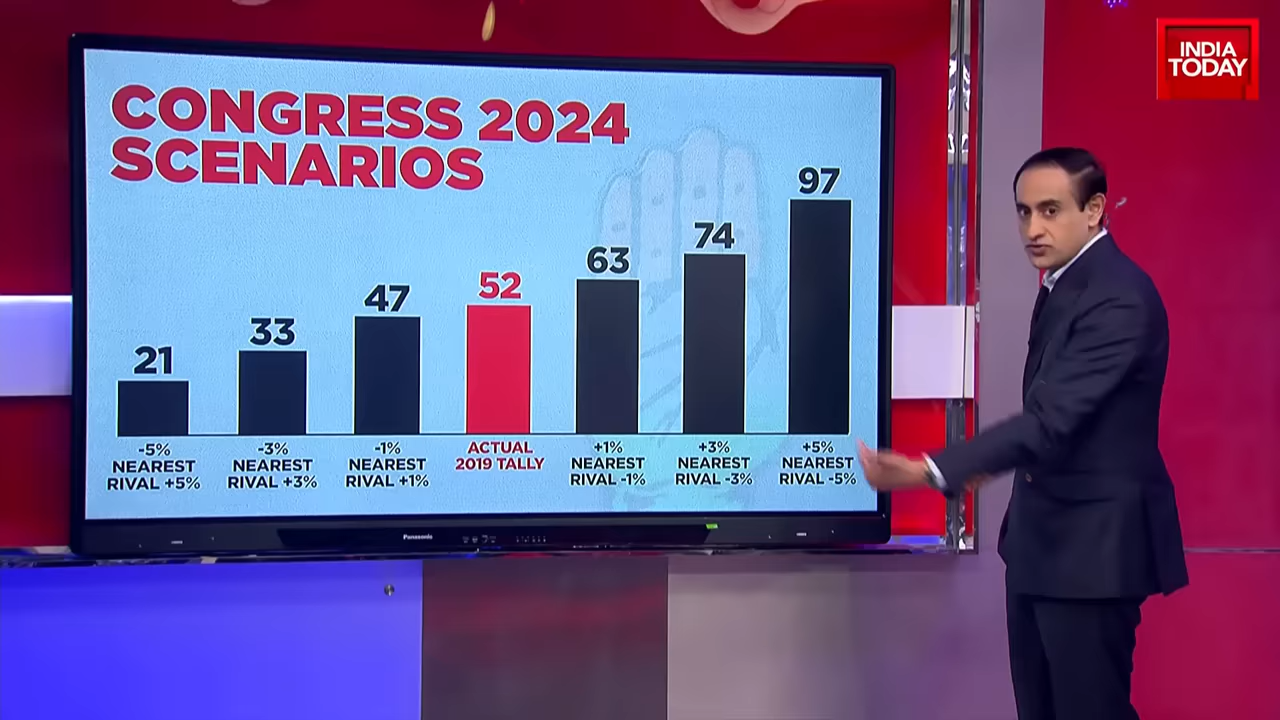 INDIA
TODAY
CONGRESS 2024
SCENARIOS
21
33
47
52
63
74
97
-5%
NEAREST
RIVAL +5%
-3%
NEAREST
RIVAL +3%
-1%
NEAREST
RIVAL +1%
ACTUAL
2019 TALLY
+1%
NEAREST
RIVAL -1%
+3%
NEAREST
RIVAL -3%
+5%
NEAREST
RIVAL -5%
Panasonic